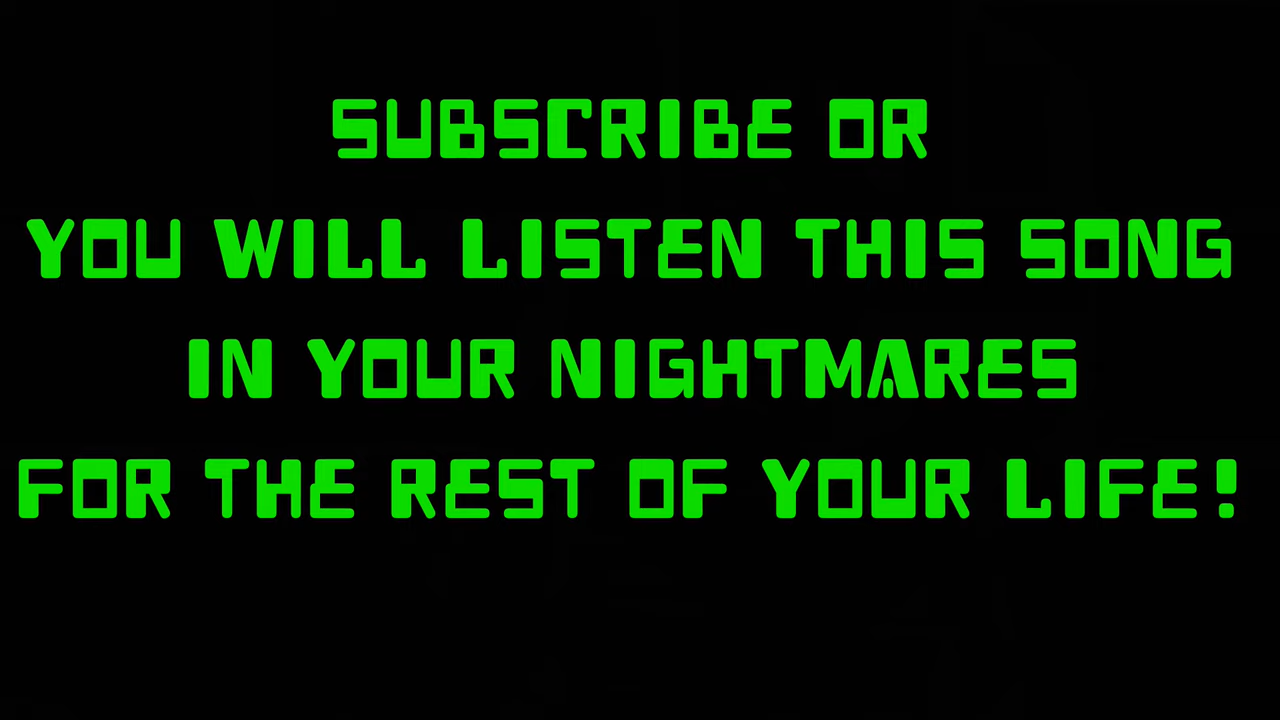 SUBSCRIBE OR
YOU WILL LISTEN THIS SONG
IN YOUR NIGHTMARES
FOR THE REST OF YOUR LIFE!